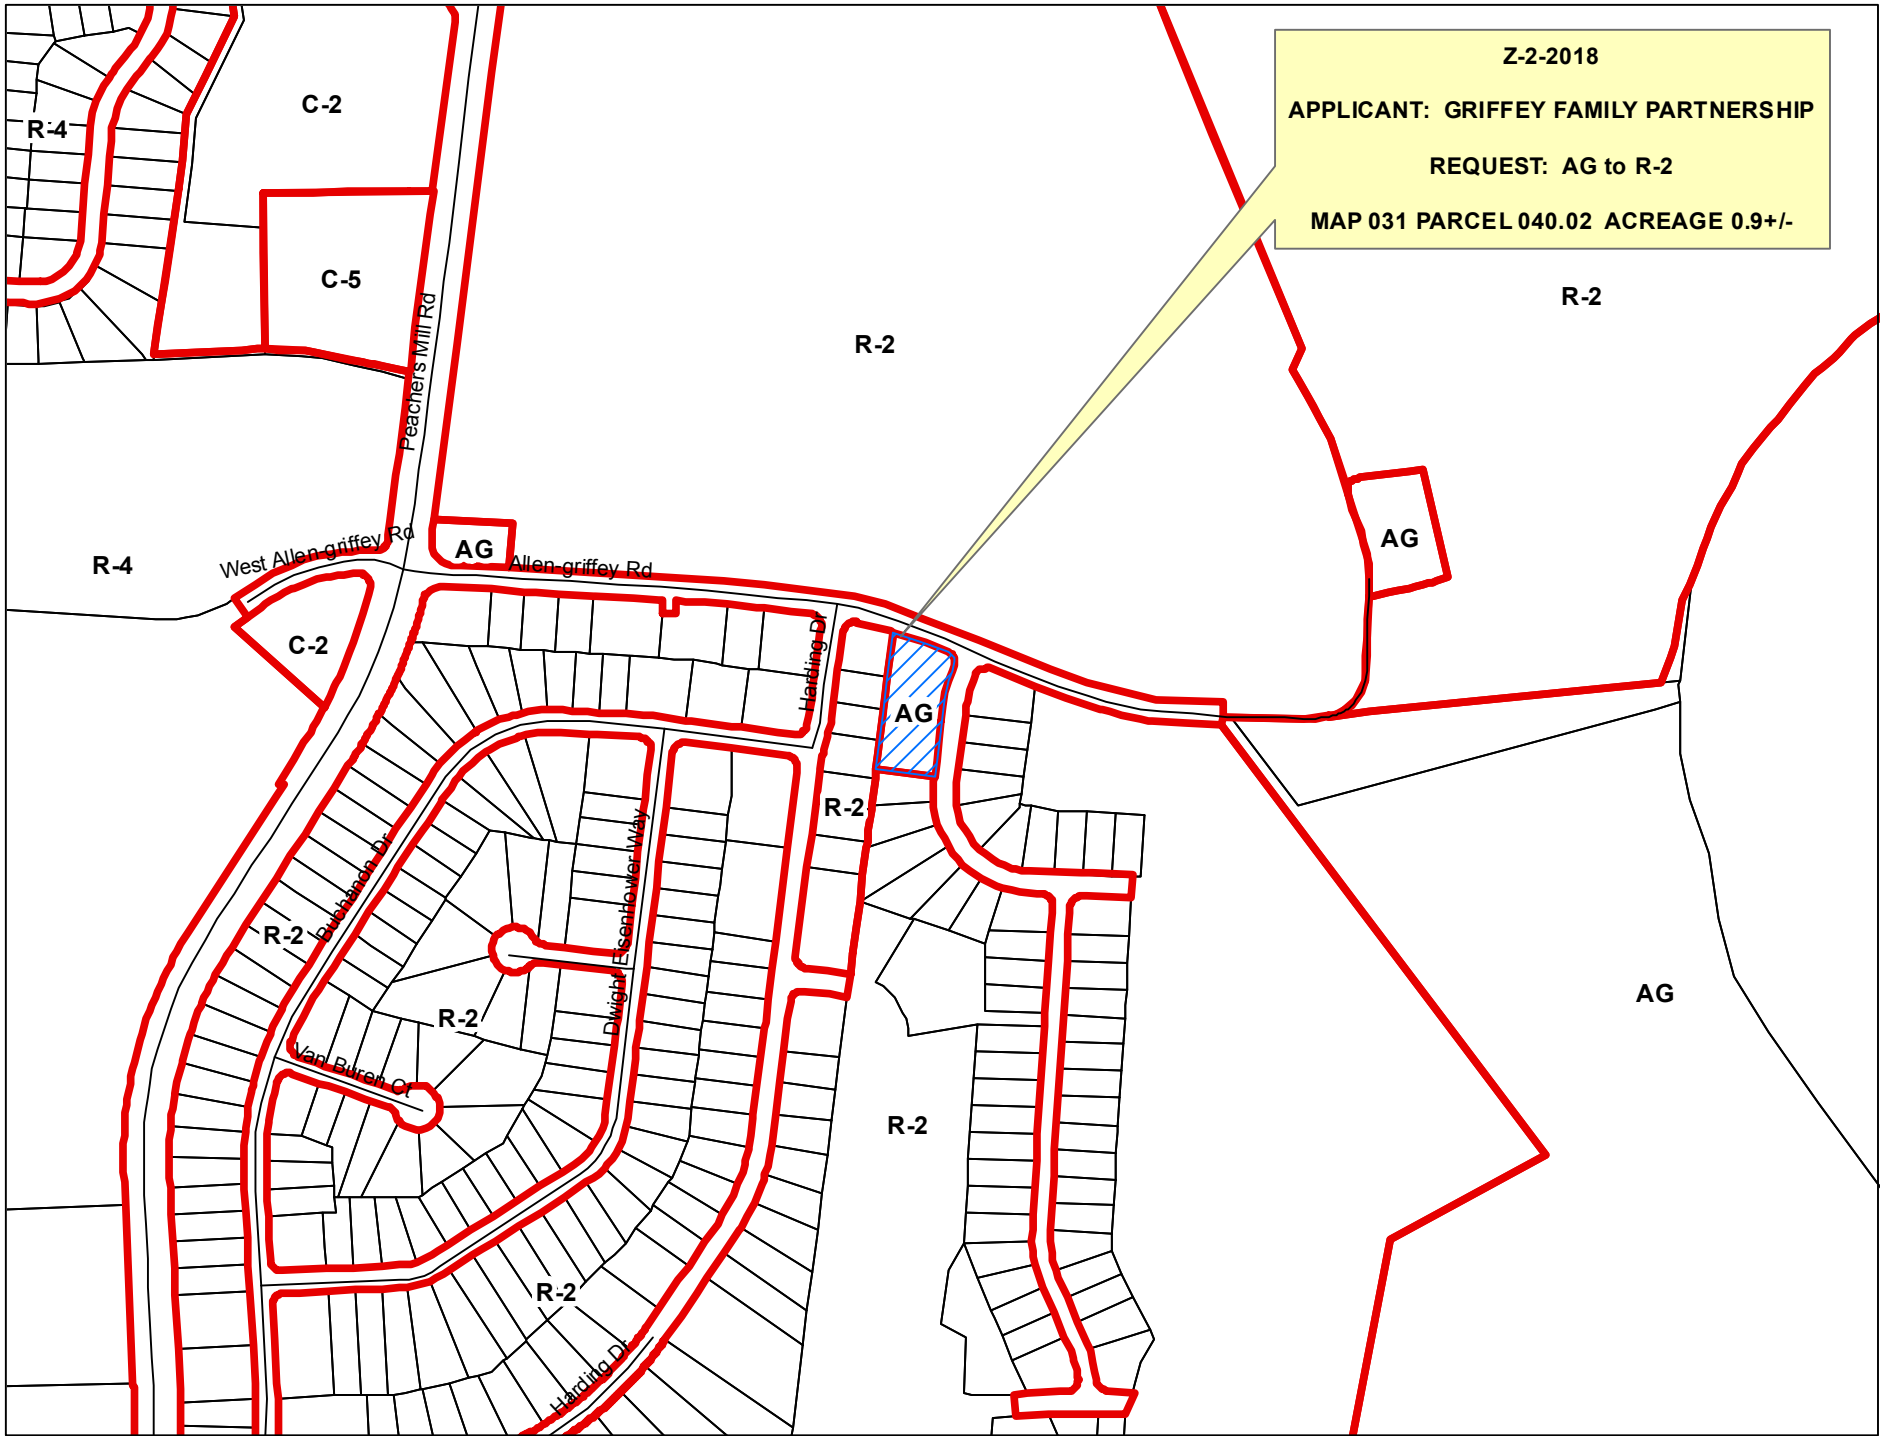 Z-2-2018
APPLICANT: GRIFFEY FAMILY PARTNERSHIP
REQUEST: AG to R-2
MAP 031 PARCEL 040.02 ACREAGE 0.9+/-
C-2
R-4
C-5
R-2
R-2
Peachers Mill Rd
AG
West Allen-griffey Rd
AG
Allen-griffey Rd
R-4
C-2
Harding Dr
AG
R-2
Buchanon Dr
Dwight Eisenhower Way
R-2
R-2
AG
Van Buren Ct
R-2
R-2
Harding Dr